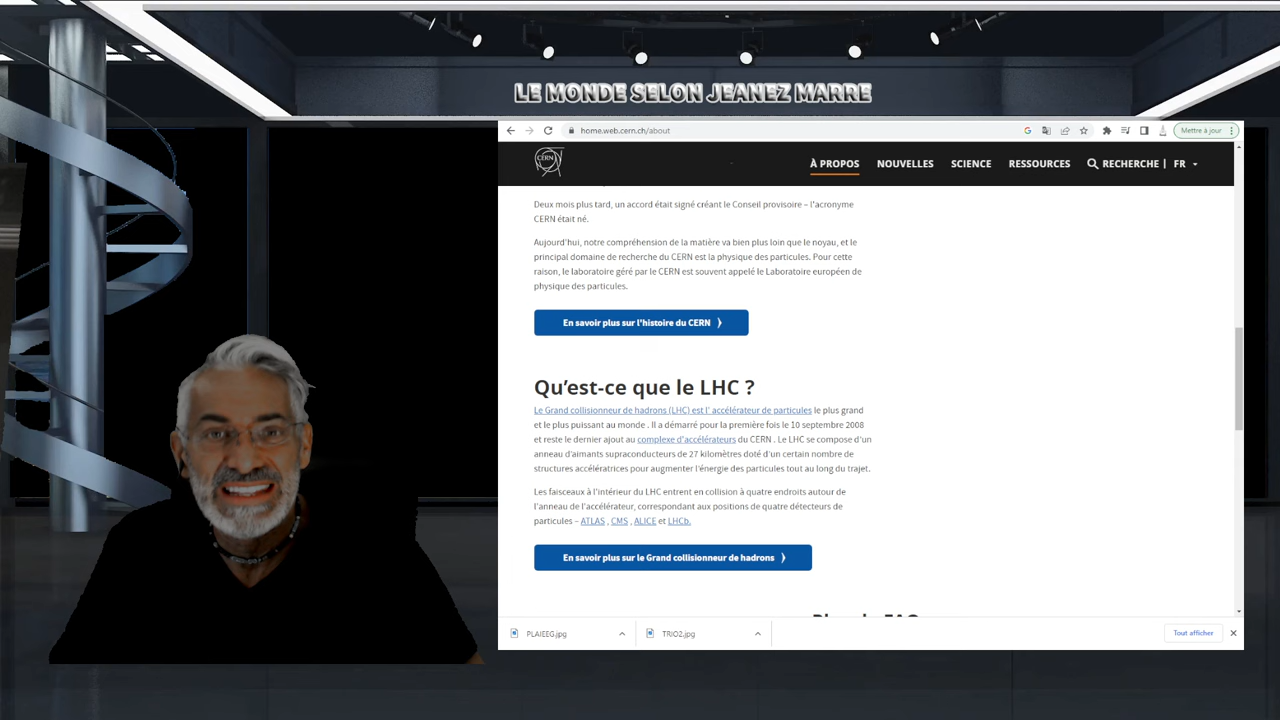 LE MONDE SELON JEANEZ MARRE
home.web.cern.ch/about
Mettre à jour
CERN
À PROPOS NOUVELLES SCIENCE RESSOURCES RECHERCHE | FR
Deux mois plus tard, un accord était signé créant le Conseil provisoire – l'acronyme
CERN était né.
Aujourd'hui, notre compréhension de la matière va bien plus loin que le noyau, et le
principal domaine de recherche du CERN est la physique des particules. Pour cette
raison, le laboratoire géré par le CERN est souvent appelé le Laboratoire européen de
physique des particules.
En savoir plus sur l'histoire du CERN
Qu'est-ce que le LHC ?
Le Grand collisionneur de hadrons (LHC) est l' accélérateur de particules le plus grand
et le plus puissant au monde . Il a démarré pour la première fois le 10 septembre 2008
et reste le dernier ajout au complexe d'accélérateurs du CERN . Le LHC se compose d'un
anneau d'aimants supraconducteurs de 27 kilomètres doté d'un certain nombre de
structures accélératrices pour augmenter l'énergie des particules tout au long du trajet.
Les faisceaux à l'intérieur du LHC entrent en collision à quatre endroits autour de
l'anneau de l'accélérateur, correspondant aux positions de quatre détecteurs de
particules – ATLAS , CMS , ALICE et LHCb.
En savoir plus sur le Grand collisionneur de hadrons
PLAIEEG.jpg
TRIO2.jpg
Tout afficher